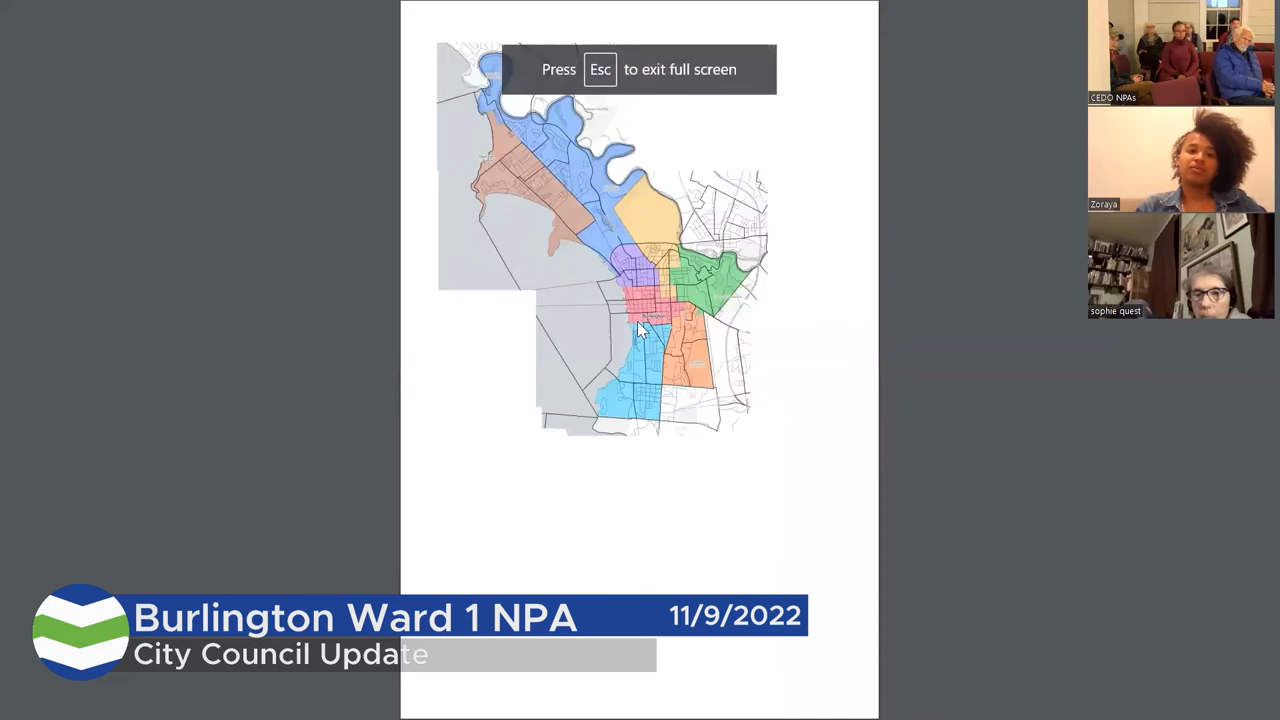 Press Esc to exit full screen
CEDO NPAs
Zoraya
sophie quest
Burlington
Burlington Ward 1 NPA
11/9/2022
City Council Update